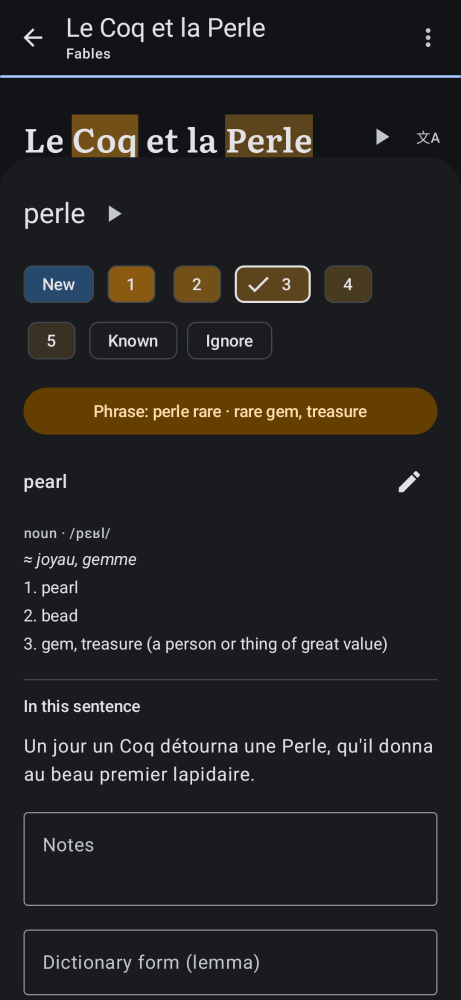 Le Coq et la Perle
Fables
Le Coq et la Perle
文A
perle
New
1
2
3
4
5
Known
Ignore
Phrase: perle rare · rare gem, treasure
pearl
noun · /pɛʁl/
≈ joyau, gemme
1. pearl
2. bead
3. gem, treasure (a person or thing of great value)
In this sentence
Un jour un Coq détourna une Perle, qu'il donna
au beau premier lapidaire.
Notes
Dictionary form (lemma)